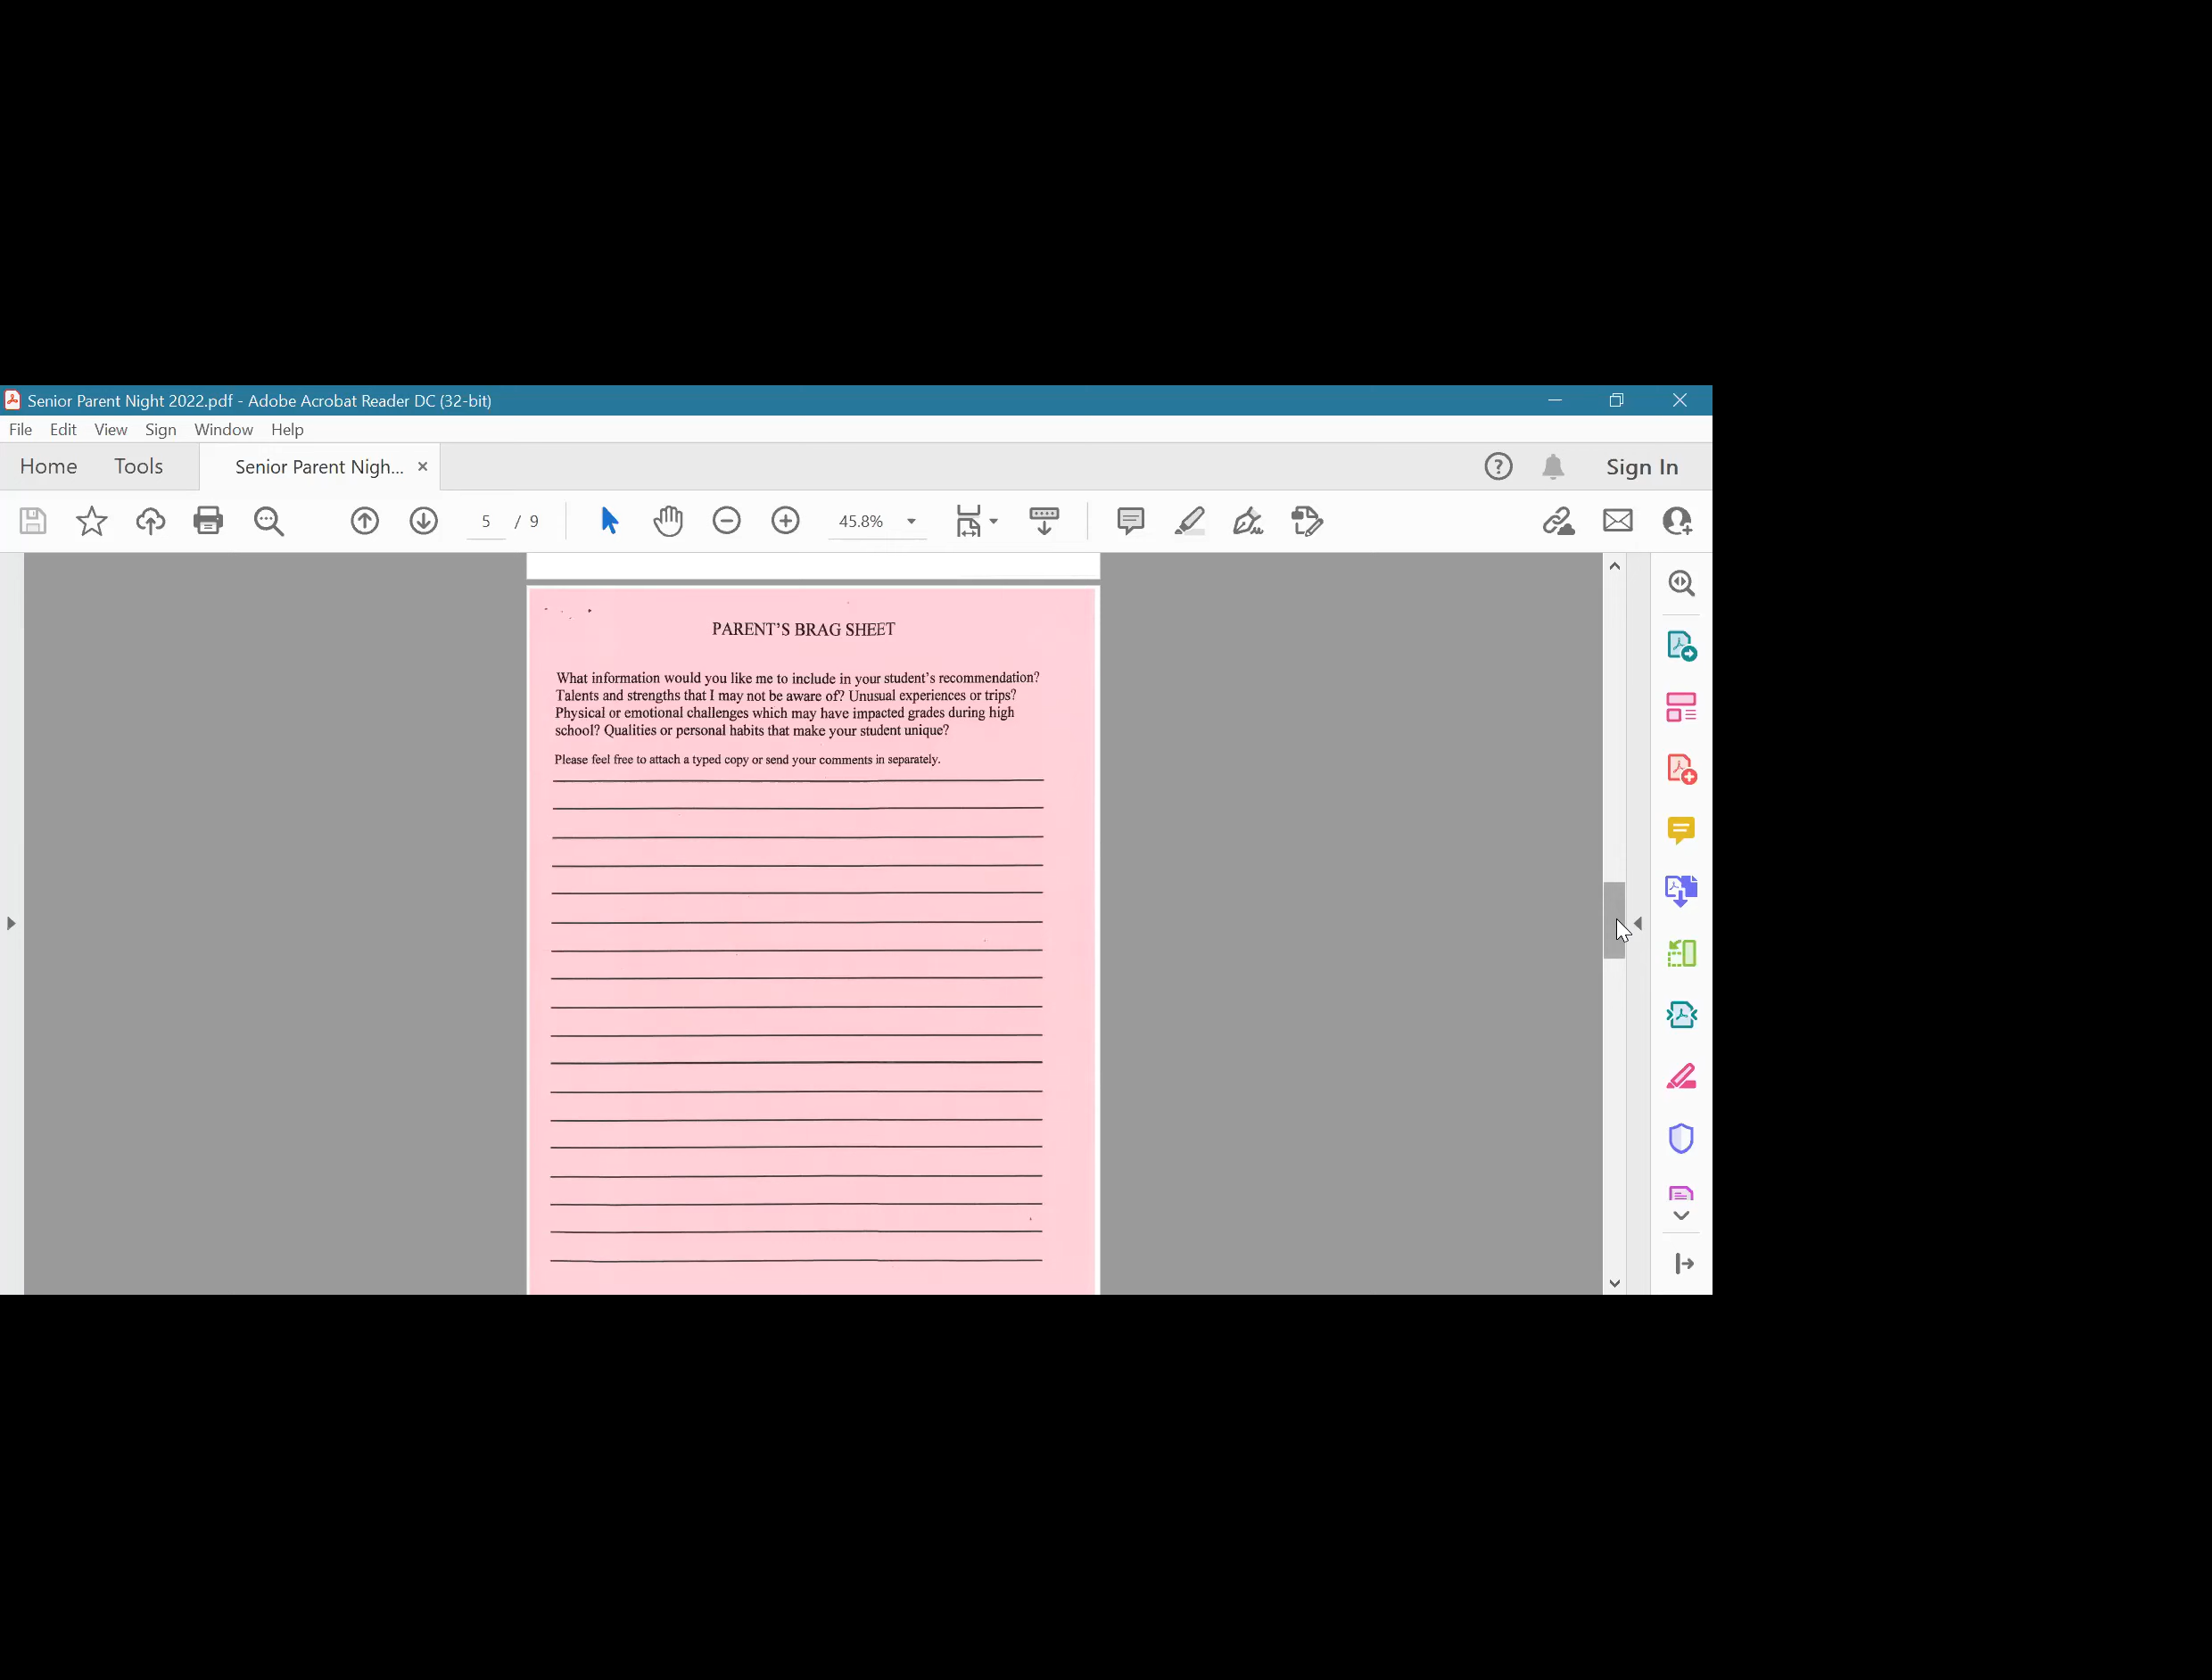 Senior Parent Night 2022.pdf - Adobe Acrobat Reader DC (32-bit)
File Edit View Sign Window Help
Home Tools Senior Parent Nigh... × Sign In
5 / 9 45.8%
PARENT'S BRAG SHEET
What information would you like me to include in your student's recommendation?
Talents and strengths that I may not be aware of? Unusual experiences or trips?
Physical or emotional challenges which may have impacted grades during high
school? Qualities or personal habits that make your student unique?
Please feel free to attach a typed copy or send your comments in separately.